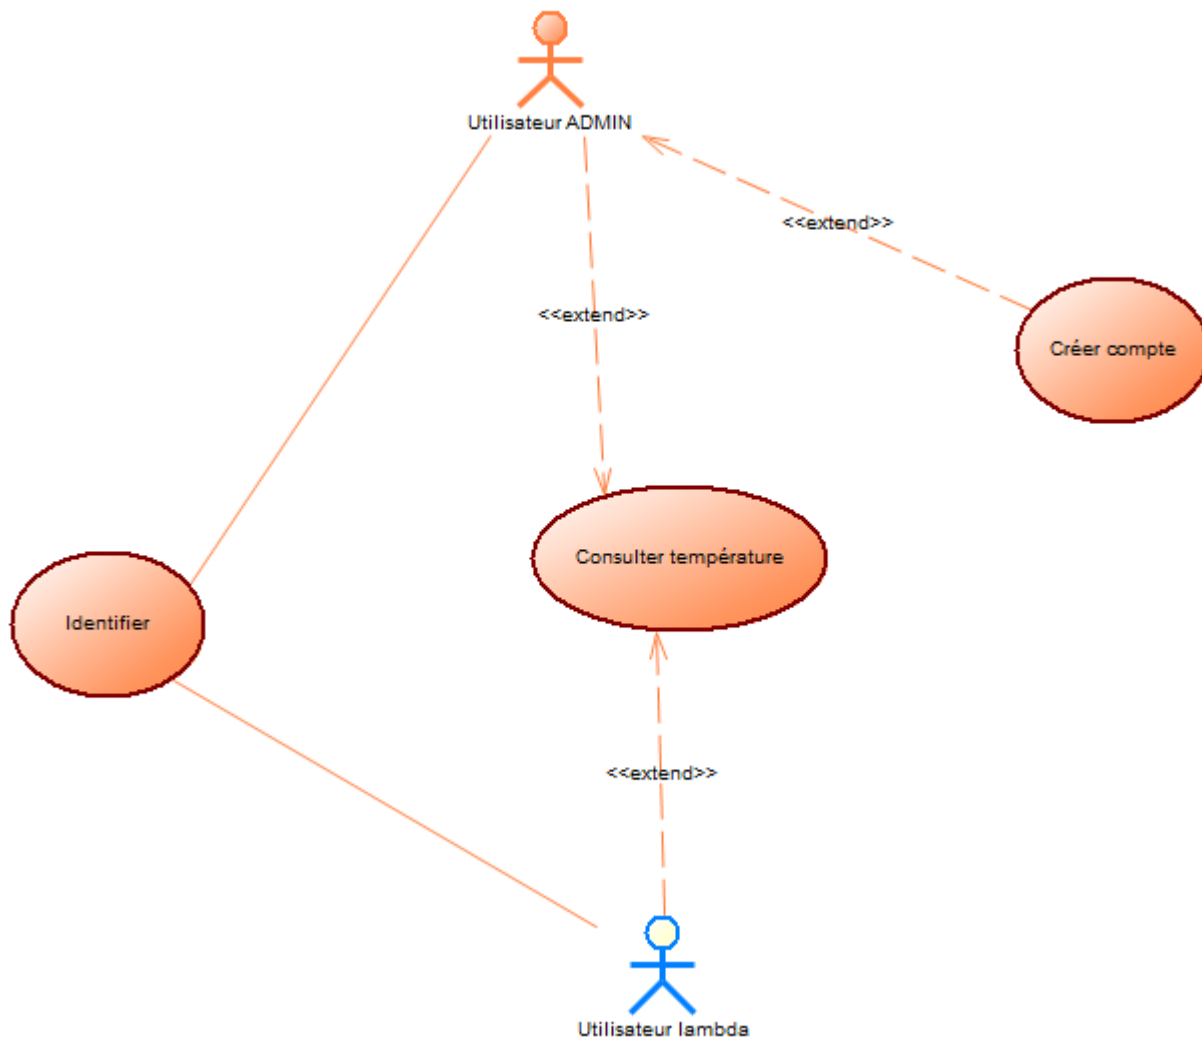 Utilisateur ADMIN
<<extend>>
<<extend>>
Créer compte
Consulter température
Identifier
<<extend>>
Utilisateur lambda